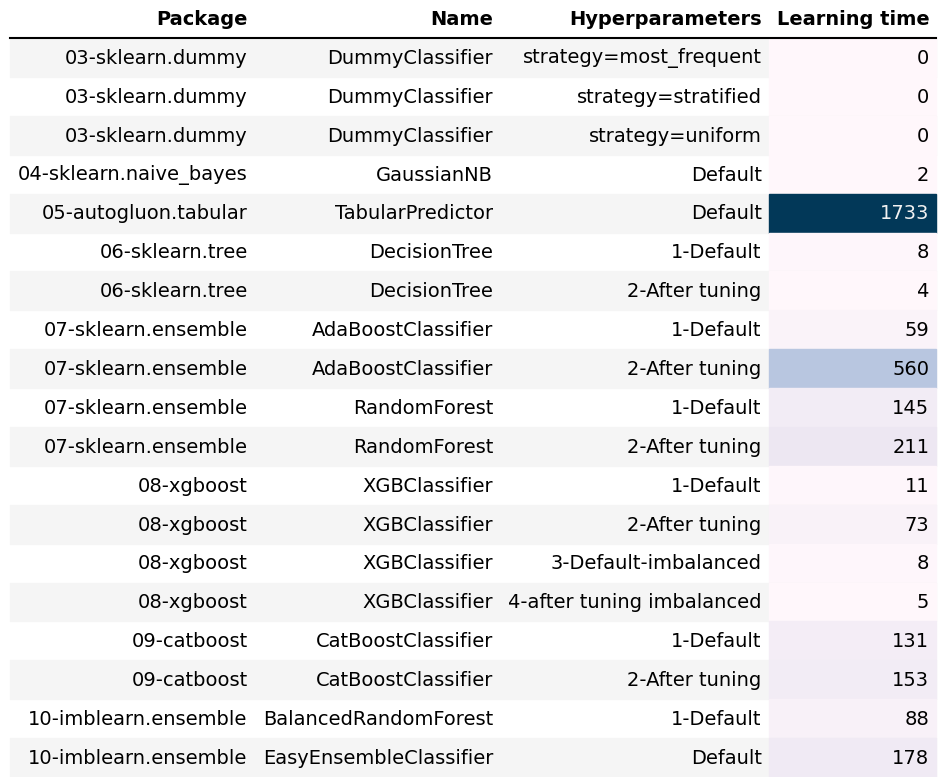 Package Name Hyperparameters Learning time
03-sklearn.dummy DummyClassifier strategy=most_frequent 0
03-sklearn.dummy DummyClassifier strategy=stratified 0
03-sklearn.dummy DummyClassifier strategy=uniform 0
04-sklearn.naive_bayes GaussianNB Default 2
05-autogluon.tabular TabularPredictor Default 1733
06-sklearn.tree DecisionTree 1-Default 8
06-sklearn.tree DecisionTree 2-After tuning 4
07-sklearn.ensemble AdaBoostClassifier 1-Default 59
07-sklearn.ensemble AdaBoostClassifier 2-After tuning 560
07-sklearn.ensemble RandomForest 1-Default 145
07-sklearn.ensemble RandomForest 2-After tuning 211
08-xgboost XGBClassifier 1-Default 11
08-xgboost XGBClassifier 2-After tuning 73
08-xgboost XGBClassifier 3-Default-imbalanced 8
08-xgboost XGBClassifier 4-after tuning imbalanced 5
09-catboost CatBoostClassifier 1-Default 131
09-catboost CatBoostClassifier 2-After tuning 153
10-imblearn.ensemble BalancedRandomForest 1-Default 88
10-imblearn.ensemble EasyEnsembleClassifier Default 178